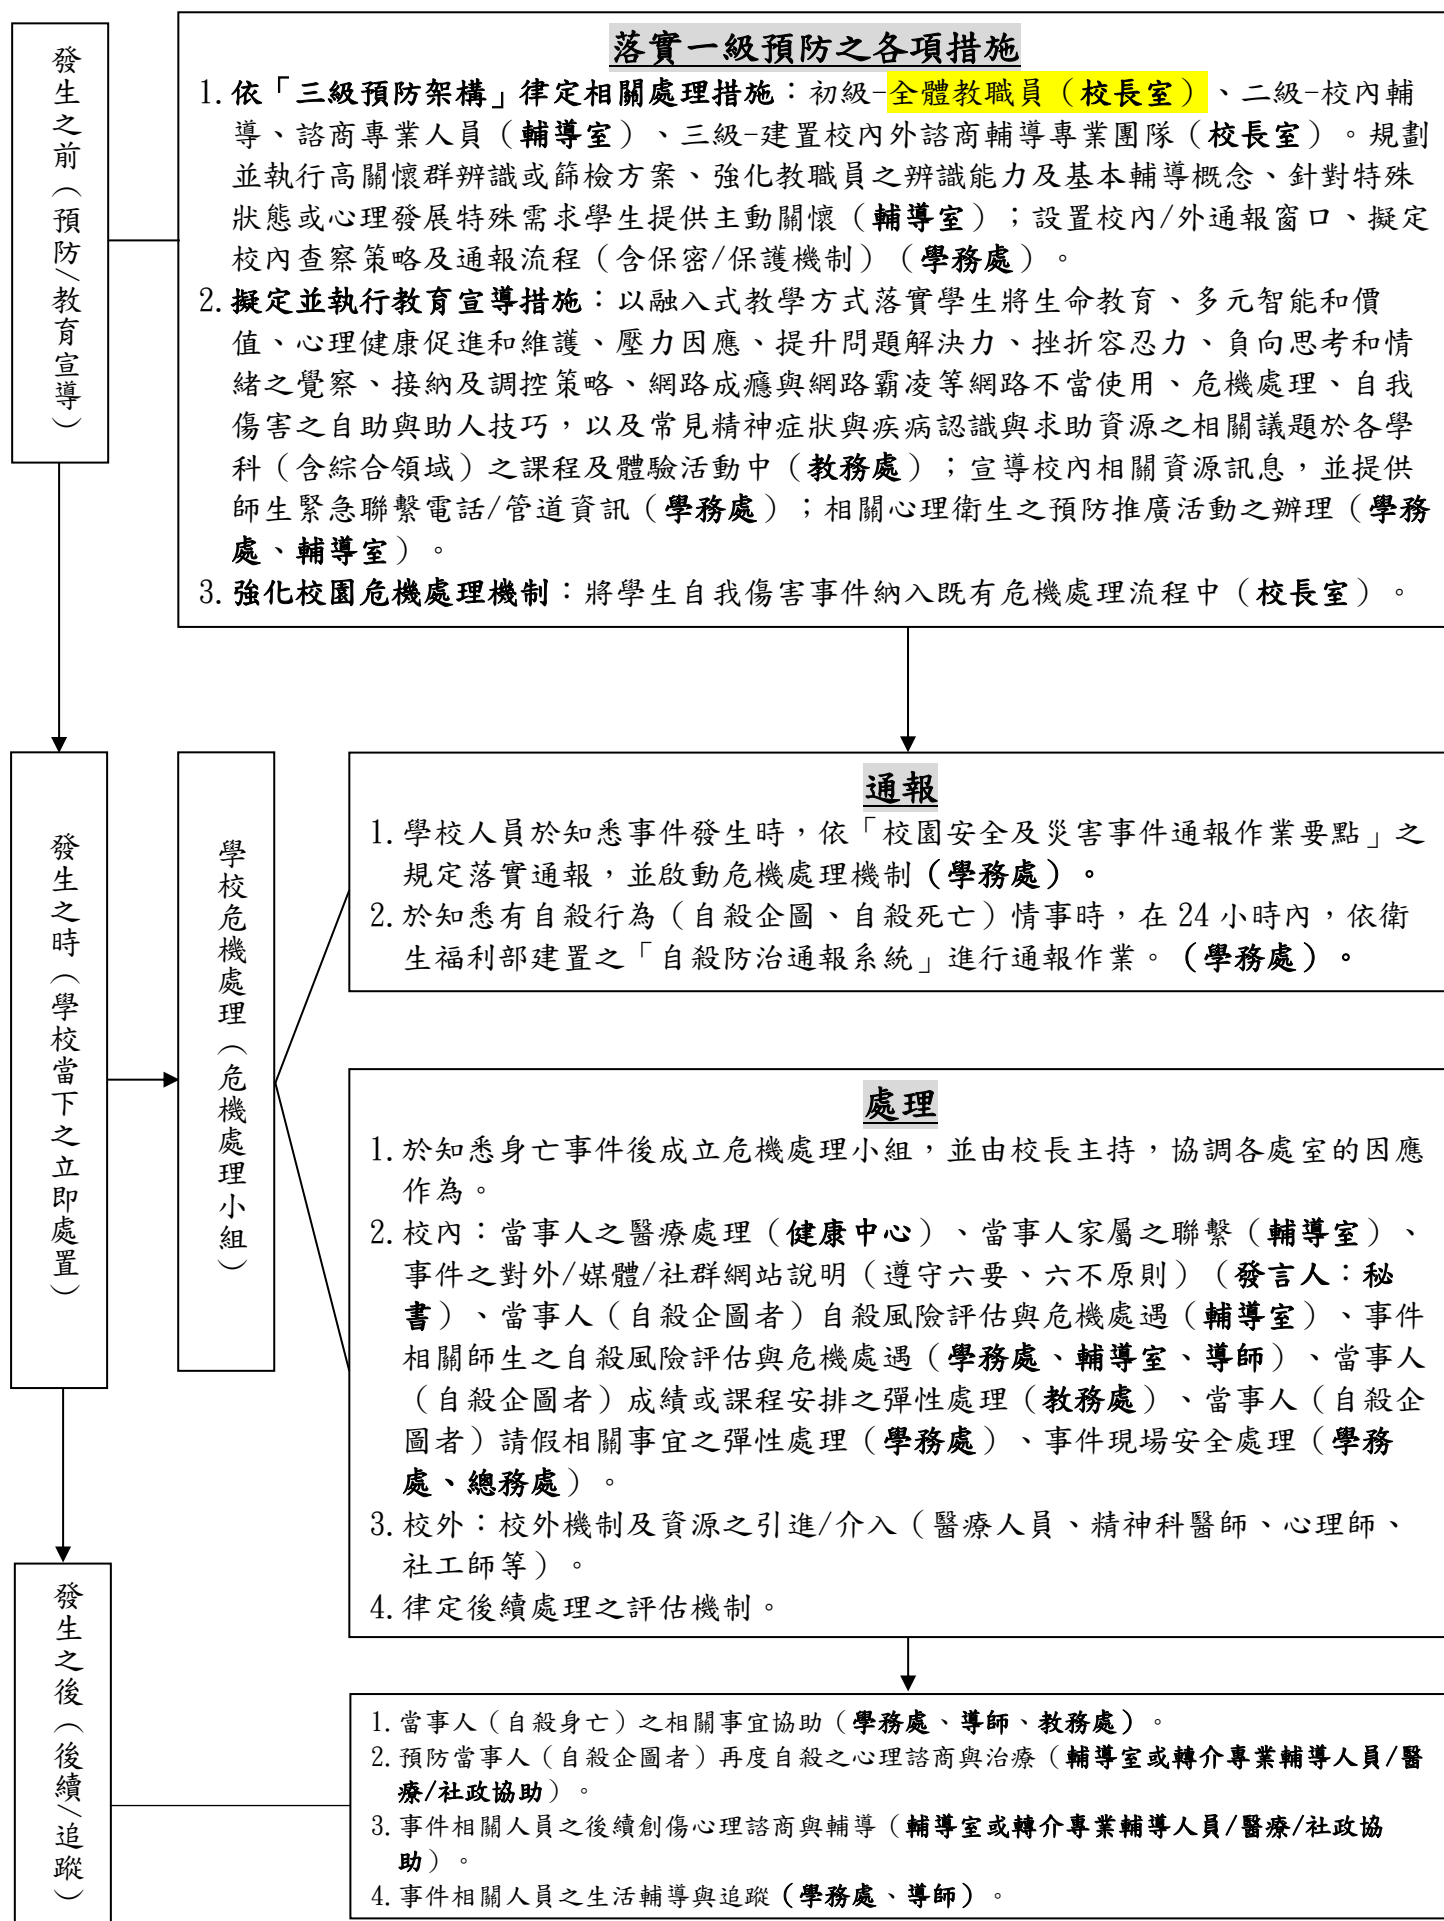 發生之前（預防/教育宣導）
落實一級預防之各項措施
1.依「三級預防架構」律定相關處理措施：初級-全體教職員（校長室）、二級-校內輔
導、諮商專業人員（輔導室）、三級-建置校內外諮商輔導專業團隊（校長室）。規劃
並執行高關懷群辨識或篩檢方案、強化教職員之辨識能力及基本輔導概念、針對特殊
狀態或心理發展特殊需求學生提供主動關懷（輔導室）；設置校內/外通報窗口、擬定
校內查察策略及通報流程（含保密/保護機制）（學務處）。
2.擬定並執行教育宣導措施：以融入式教學方式落實學生將生命教育、多元智能和價
值、心理健康促進和維護、壓力因應、提升問題解決力、挫折容忍力、負向思考和情
緒之覺察、接納及調控策略、網路成癮與網路霸凌等網路不當使用、危機處理、自我
傷害之自助與助人技巧，以及常見精神症狀與疾病認識與求助資源之相關議題於各學
科（含綜合領域）之課程及體驗活動中（教務處）；宣導校內相關資源訊息，並提供
師生緊急聯繫電話/管道資訊（學務處）；相關心理衛生之預防推廣活動之辦理（學務
處、輔導室）。
3.強化校園危機處理機制：將學生自我傷害事件納入既有危機處理流程中（校長室）。
發生之時（學校當下之立即處置）
學校危機處理（危機處理小組）
通報
1.學校人員於知悉事件發生時，依「校園安全及災害事件通報作業要點」之
規定落實通報，並啟動危機處理機制（學務處）。
2.於知悉有自殺行為（自殺企圖、自殺死亡）情事時，在 24 小時內，依衛
生福利部建置之「自殺防治通報系統」進行通報作業。（學務處）。
處理
1.於知悉身亡事件後成立危機處理小組，並由校長主持，協調各處室的因應
作為。
2.校內：當事人之醫療處理（健康中心）、當事人家屬之聯繫（輔導室）、
事件之對外/媒體/社群網站說明（遵守六要、六不原則）（發言人：秘
書）、當事人（自殺企圖者）自殺風險評估與危機處遇（輔導室）、事件
相關師生之自殺風險評估與危機處遇（學務處、輔導室、導師）、當事人
（自殺企圖者）成績或課程安排之彈性處理（教務處）、當事人（自殺企
圖者）請假相關事宜之彈性處理（學務處）、事件現場安全處理（學務
處、總務處）。
3.校外：校外機制及資源之引進/介入（醫療人員、精神科醫師、心理師、
社工師等）。
4.律定後續處理之評估機制。
發生之後（後續/追蹤）
1.當事人（自殺身亡）之相關事宜協助（學務處、導師、教務處）。
2.預防當事人（自殺企圖者）再度自殺之心理諮商與治療（輔導室或轉介專業輔導人員/醫
療/社政協助）。
3.事件相關人員之後續創傷心理諮商與輔導（輔導室或轉介專業輔導人員/醫療/社政協
助）。
4.事件相關人員之生活輔導與追蹤（學務處、導師）。